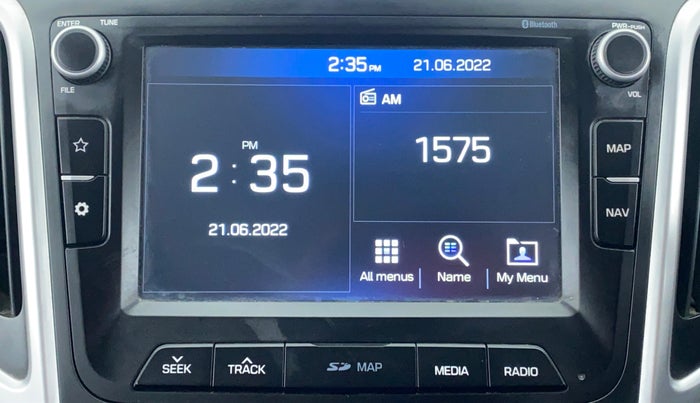 ENTER TUNE
Bluetooth
PWR-PUSH
2:35 PM 21.06.2022
FILE
VOL
AM
PM
2:35
1575
21.06.2022
MAP
NAV
All menus Name My Menu
SEEK TRACK SD MAP MEDIA RADIO